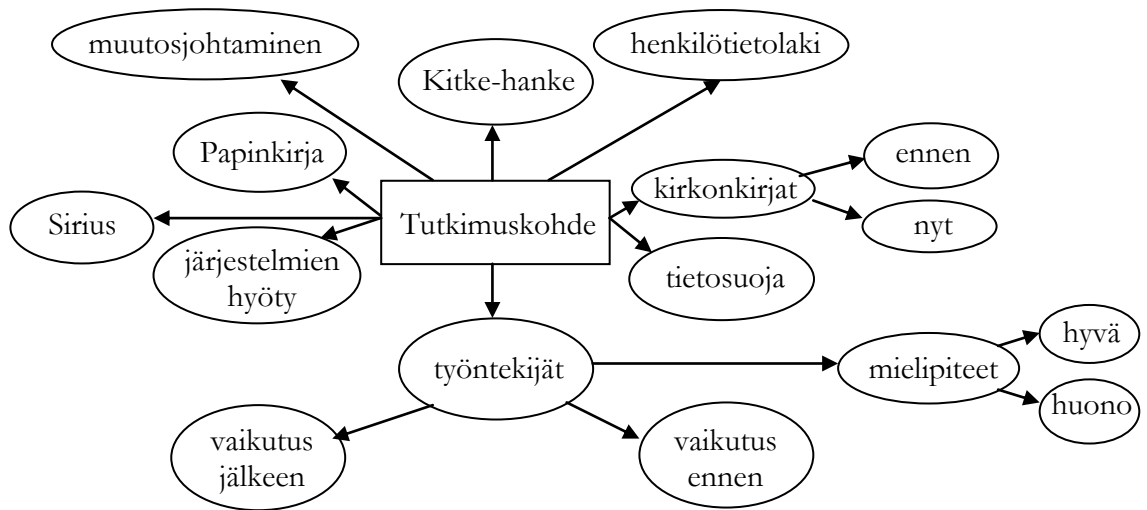 muutosjohtaminen
Kitke-hanke
henkilötietolaki
Papinkirja
Sirius
järjestelmien
hyöty
Tutkimuskohde
kirkonkirjat
ennen
nyt
tietosuoja
työntekijät
mielipiteet
hyvä
huono
vaikutus
jälkeen
vaikutus
ennen